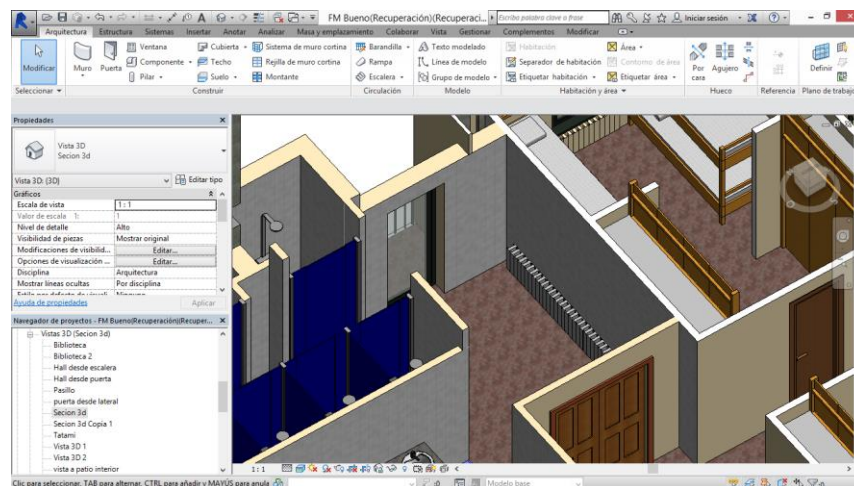 FM Bueno(Recuperación)(Recuperaci...
Escriba palabra clave o frase
Iniciar sesión
Arquitectura Estructura Sistemas Insertar Anotar Analizar Masa y emplazamiento Colaborar Vista Gestionar Complementos Modificar
Modificar
Muro
Puerta
Ventana
Componente
Pilar
Cubierta
Techo
Suelo
Sistema de muro cortina
Rejilla de muro cortina
Montante
Barandilla
Rampa
Escalera
Texto modelado
Línea de modelo
Grupo de modelo
Habitación
Separador de habitación
Etiquetar habitación
Área
Contorno de área
Etiquetar área
Por cara
Agujero
Definir
Seleccionar
Construir
Circulación
Modelo
Habitación y área
Hueco
Referencia
Plano de trabajo
Propiedades
Vista 3D
Secion 3d
Vista 3D: {3D}
Editar tipo
Gráficos
Escala de vista 1:1
Valor de escala 1: 1
Nivel de detalle Alto
Visibilidad de piezas Mostrar original
Modificaciones de visibilid... Editar...
Opciones de visualización ... Editar...
Disciplina Arquitectura
Mostrar líneas ocultas Por disciplina
Ayuda de propiedades
Aplicar
Navegador de proyectos - FM Bueno(Recuperación)(Recuper...
Vistas 3D (Secion 3d)
Biblioteca
Biblioteca 2
Hall desde escalera
Hall desde puerta
Pasillo
puerta desde lateral
Secion 3d
Secion 3d Copia 1
Tatami
Vista 3D 1
Vista 3D 2
vista a patio interior
1:1
Clic para seleccionar, TAB para alternar, CTRL para añadir y MAYÚS para anula
:0
Modelo base